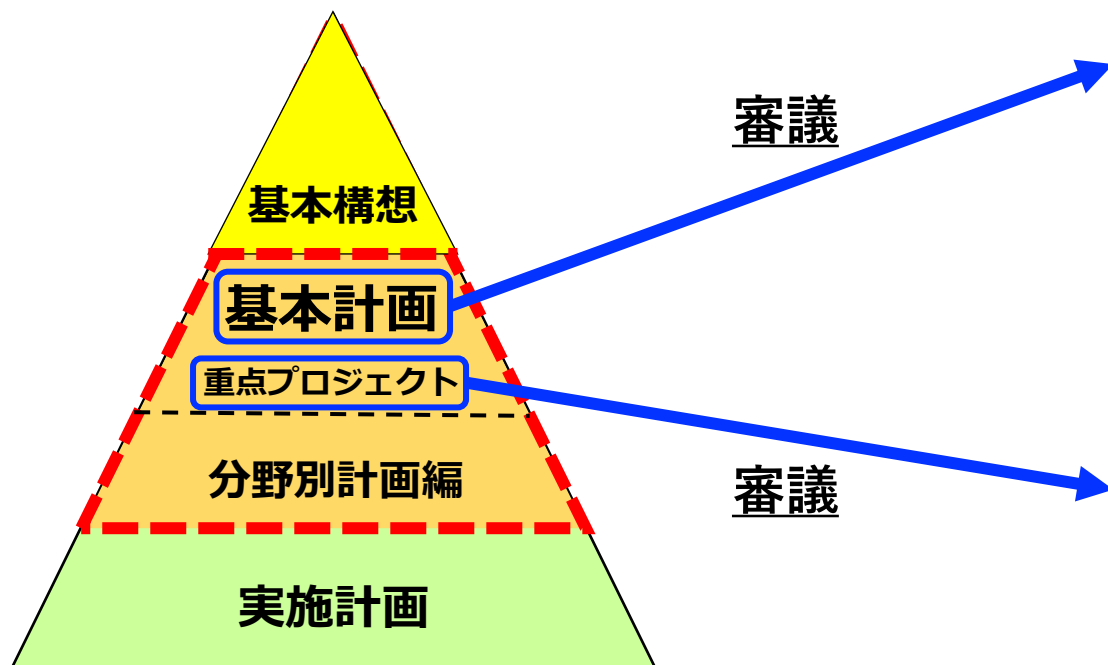 審議
基本構想
基本計画
重点プロジェクト
分野別計画編
審議
実施計画